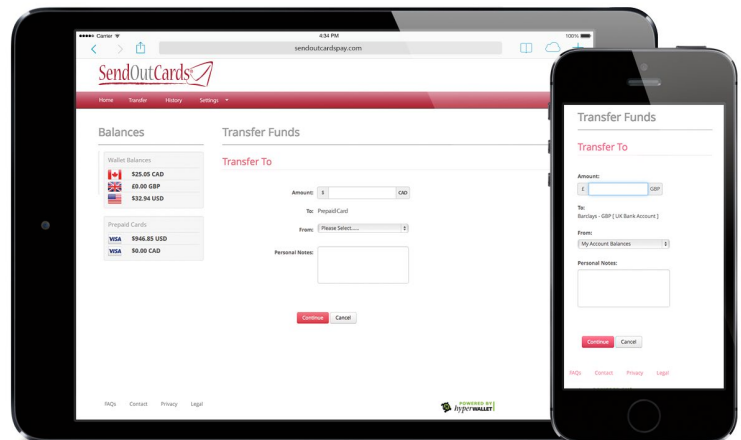 Carrier 4:34 PM 100%
sendoutcardspay.com
SendOutCards
Home Transfer History Settings
Balances
Wallet Balances
$25.05 CAD
£0.00 GBP
$32.94 USD
Prepaid Cards
VISA $946.85 USD
VISA $0.00 CAD
Transfer Funds
Transfer To
Amount: $ CAD
To: Prepaid Card
From: Please Select.....
Personal Notes:
Continue Cancel
FAQs Contact Privacy Legal
POWERED BY
hyperWALLET
Transfer Funds
Transfer To
Amount:
£ GBP
To:
Barclays - GBP [ UK Bank Account ]
From:
My Account Balances
Personal Notes:
Continue Cancel
FAQs Contact Privacy Legal